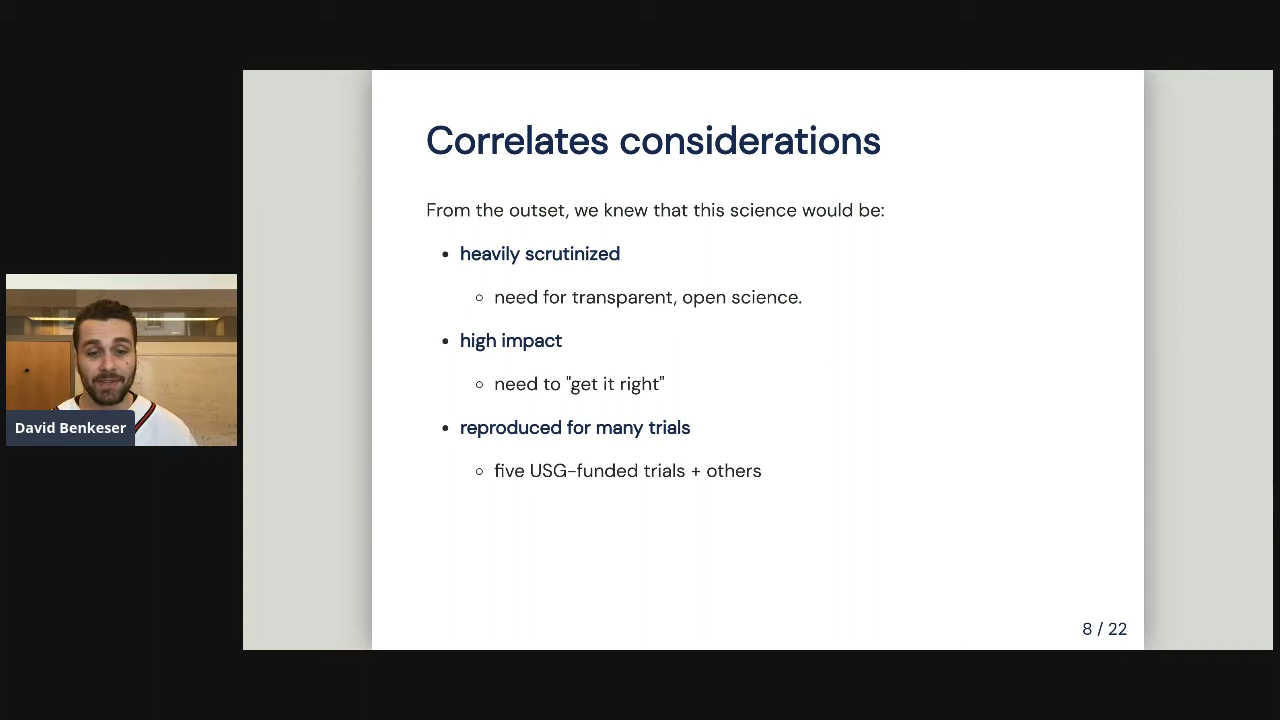 Correlates considerations
From the outset, we knew that this science would be:
heavily scrutinized
need for transparent, open science.
high impact
need to "get it right"
reproduced for many trials
five USG-funded trials + others
David Benkeser
8 / 22